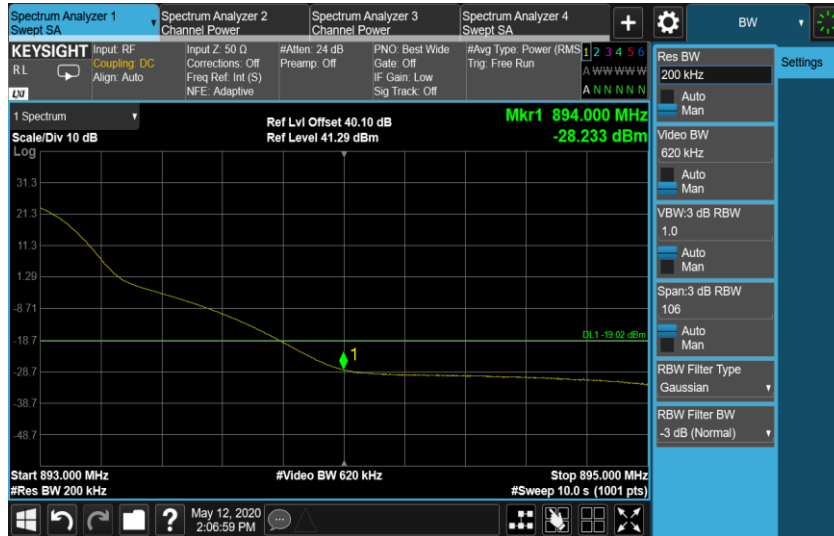 Spectrum Analyzer 1
Swept SA
Spectrum Analyzer 2
Channel Power
Spectrum Analyzer 3
Channel Power
Spectrum Analyzer 4
Swept SA
+
BW
KEYSIGHT
R L
LXI
Input: RF
Coupling: DC
Align: Auto
Input Z: 50 Ω
Corrections: Off
Freq Ref: Int (S)
NFE: Adaptive
#Atten: 24 dB
Preamp: Off
PNO: Best Wide
Gate: Off
IF Gain: Low
Sig Track: Off
#Avg Type: Power (RMS
Trig: Free Run
1 2 3 4 5 6
A W W W W W
A N N N N N
1 Spectrum
Scale/Div 10 dB
Log
Ref Lvl Offset 40.10 dB
Ref Level 41.29 dBm
Mkr1 894.000 MHz
-28.233 dBm
31.3
21.3
11.3
1.29
-8.71
-18.7
-28.7
-38.7
-48.7
DL1 -19.02 dBm
1
Start 893.000 MHz
#Res BW 200 kHz
#Video BW 620 kHz
Stop 895.000 MHz
#Sweep 10.0 s (1001 pts)
Res BW
200 kHz
Auto
Man
Video BW
620 kHz
Auto
Man
VBW:3 dB RBW
1.0
Auto
Man
Span:3 dB RBW
106
Auto
Man
RBW Filter Type
Gaussian
RBW Filter BW
-3 dB (Normal)
Settings
?
May 12, 2020
2:06:59 PM